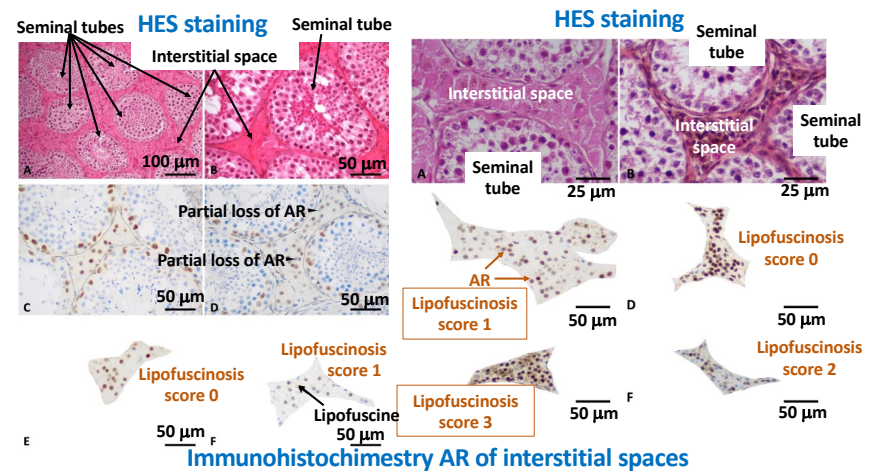 HES staining
Seminal tubes
Seminal tube
Interstitial space
A
100 µm
B
50 µm
Partial loss of AR
Partial loss of AR
C
50 µm
D
50 µm
Lipofuscinosis
score 0
E
50 µm
Lipofuscinosis
score 1
Lipofuscine
F
50 µm
HES staining
Interstitial space
Seminal
tube
A
25 µm
Seminal
tube
Interstitial
space
Seminal
tube
B
25 µm
AR
Lipofuscinosis
score 1
50 µm
D
Lipofuscinosis
score 0
50 µm
Lipofuscinosis
score 3
50 µm
F
Lipofuscinosis
score 2
50 µm
Immunohistochimestry AR of interstitial spaces